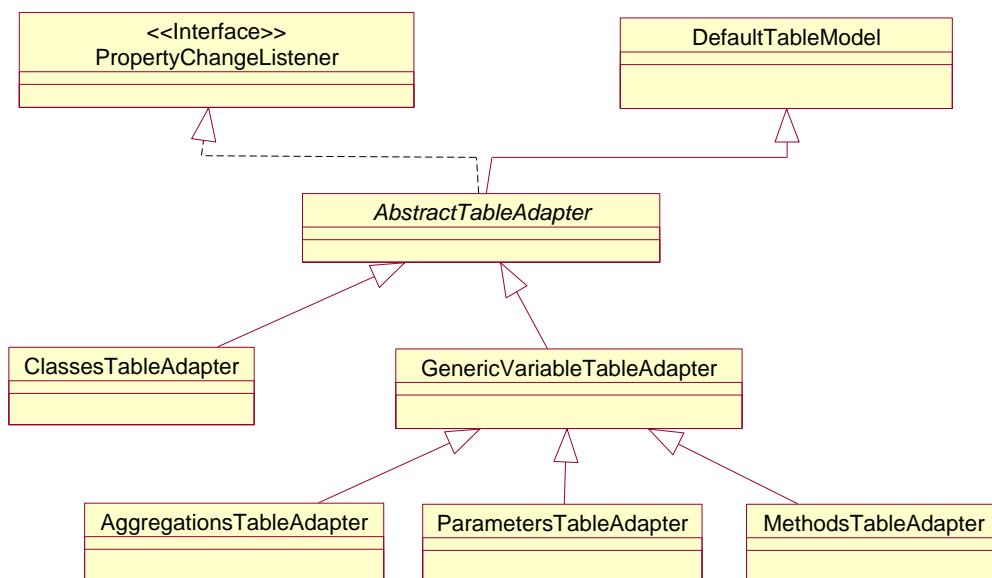 <<Interface>>
PropertyChangeListener
DefaultTableModel
AbstractTableAdapter
ClassesTableAdapter
GenericVariableTableAdapter
AggregationsTableAdapter
ParametersTableAdapter
MethodsTableAdapter